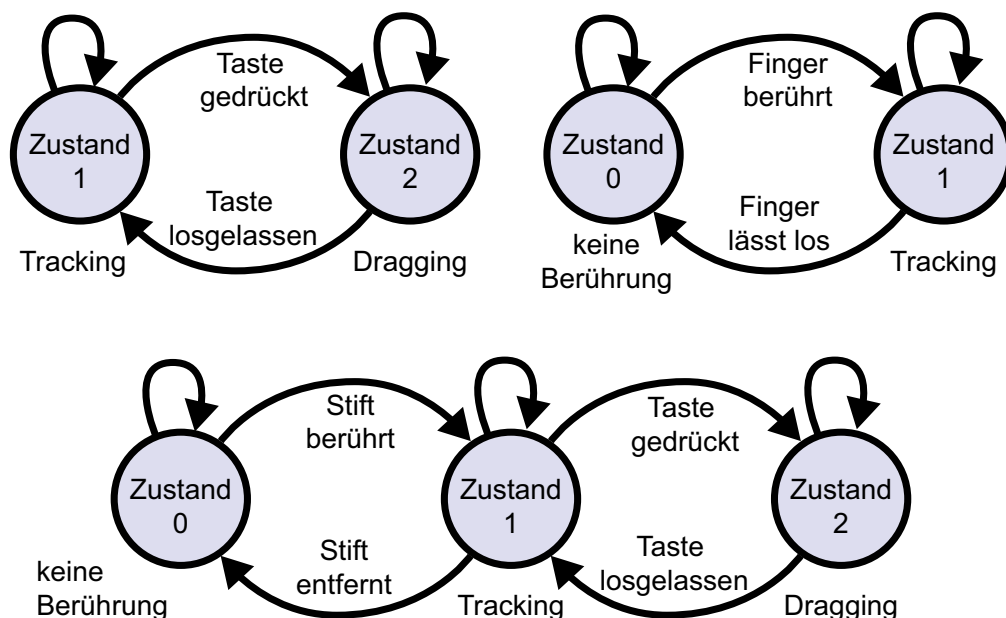 Taste
gedrückt
Zustand
1
Zustand
2
Taste
losgelassen
Tracking
Dragging
Finger
berührt
Zustand
0
Zustand
1
Finger
lässt los
keine
Berührung
Tracking
Stift
berührt
Taste
gedrückt
Zustand
0
Zustand
1
Zustand
2
Stift
entfernt
Taste
losgelassen
keine
Berührung
Tracking
Dragging